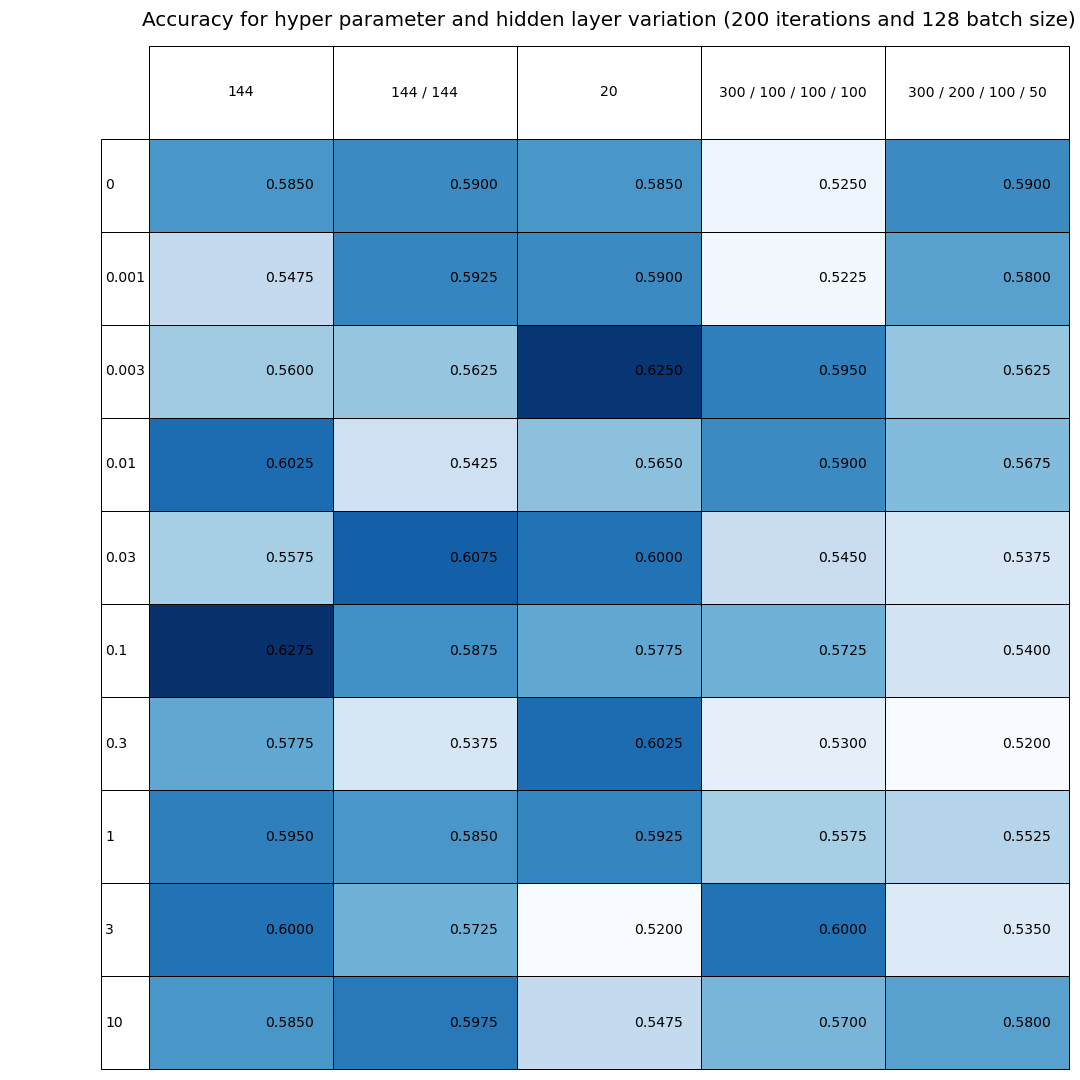 Accuracy for hyper parameter and hidden layer variation (200 iterations and 128 batch size)
144 144 / 144 20 300 / 100 / 100 / 100 300 / 200 / 100 / 50
0 0.5850 0.5900 0.5850 0.5250 0.5900
0.001 0.5475 0.5925 0.5900 0.5225 0.5800
0.003 0.5600 0.5625 0.6250 0.5950 0.5625
0.01 0.6025 0.5425 0.5650 0.5900 0.5675
0.03 0.5575 0.6075 0.6000 0.5450 0.5375
0.1 0.6275 0.5875 0.5775 0.5725 0.5400
0.3 0.5775 0.5375 0.6025 0.5300 0.5200
1 0.5950 0.5850 0.5925 0.5575 0.5525
3 0.6000 0.5725 0.5200 0.6000 0.5350
10 0.5850 0.5975 0.5475 0.5700 0.5800